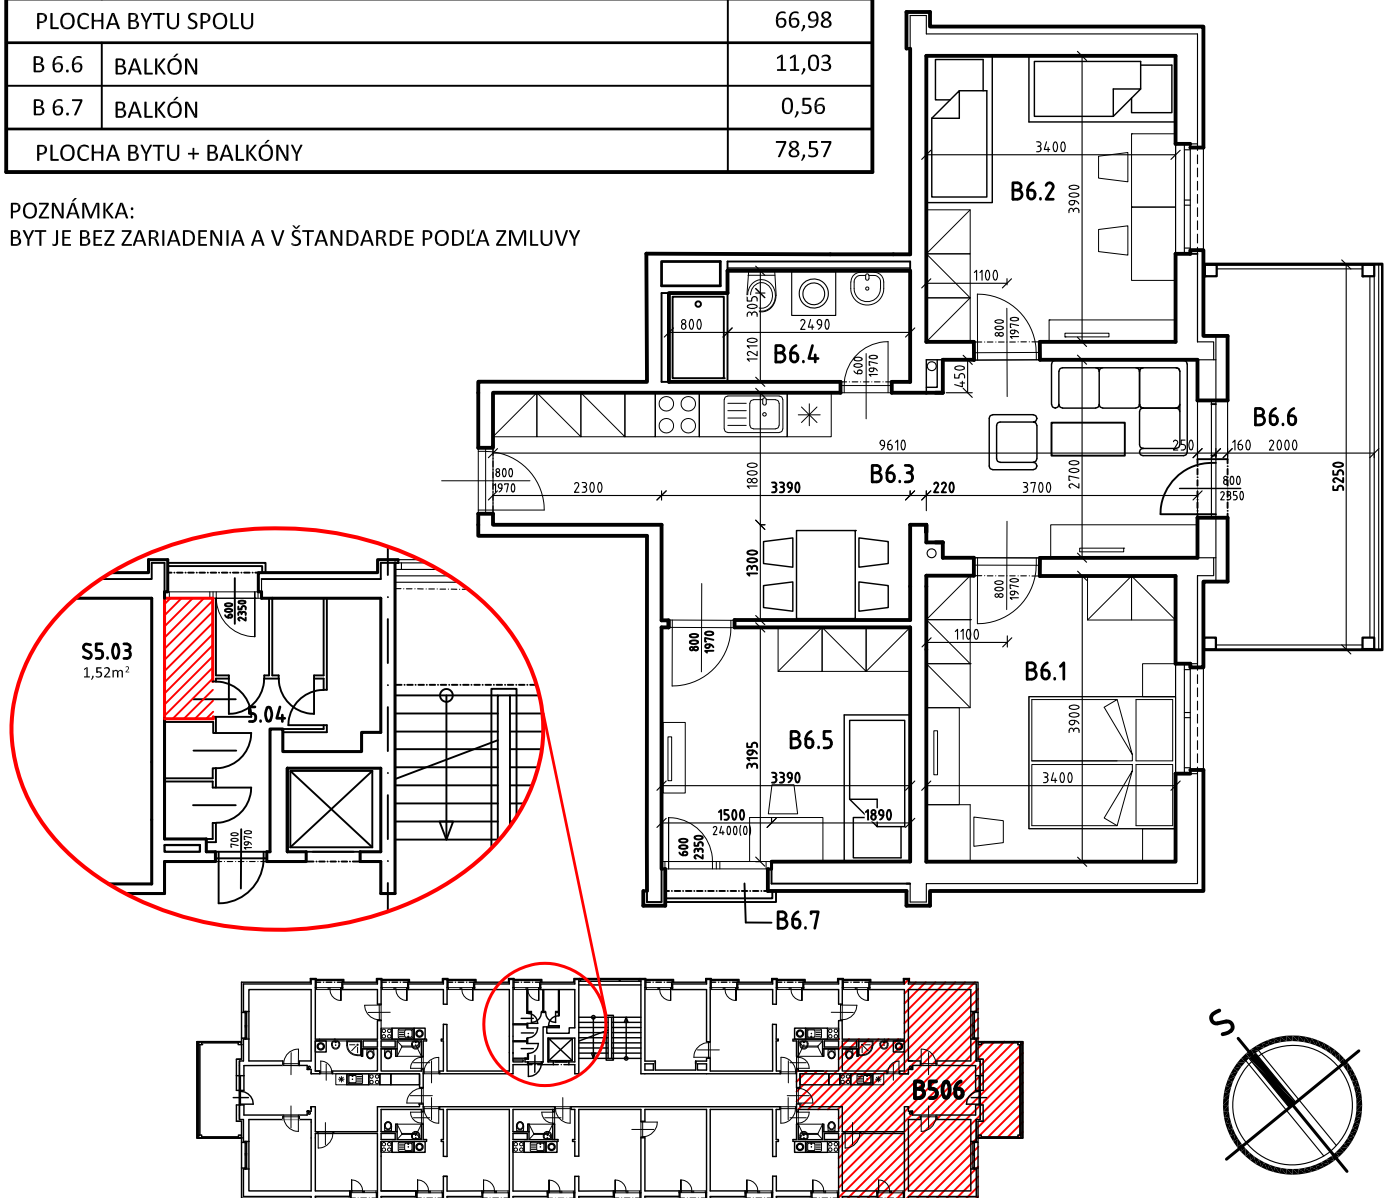 PLOCHA BYTU SPOLU 66,98
B 6.6 BALKÓN 11,03
B 6.7 BALKÓN 0,56
PLOCHA BYTU + BALKÓNY 78,57
POZNÁMKA:
BYT JE BEZ ZARIADENIA A V ŠTANDARDE PODĽA ZMLUVY
3400
B6.2
3900
1100
800
1970
305
800
2490
1210
B6.4
600
1970
450
B6.6
9610
250
160
2000
B6.3
800
1970
2300
1800
3390
220
3700
2700
800
2350
5250
1300
800
1970
1100
B6.1
3900
3400
800
1970
B6.5
3195
3390
1500
1890
2400(0)
600
2350
B6.7
600
2350
S5.03
1,52m²
5.04
700
1970
B506
S